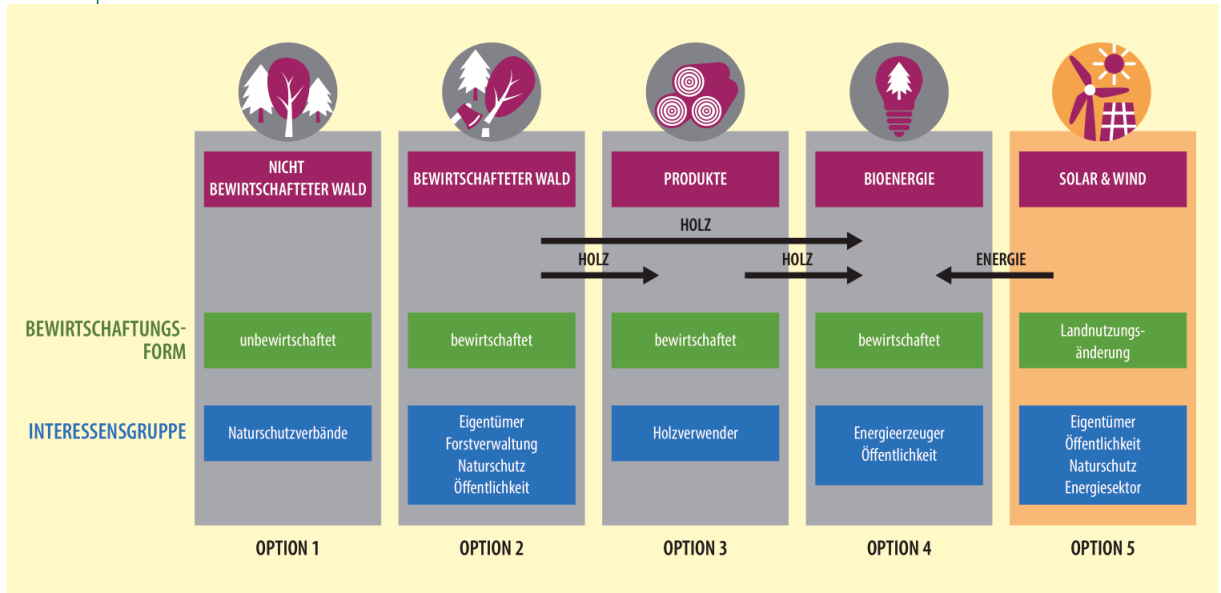 NICHT
BEWIRTSCHAFTETER WALD
BEWIRTSCHAFTETER WALD
PRODUKTE
BIOENERGIE
SOLAR & WIND
HOLZ
HOLZ
HOLZ
ENERGIE
BEWIRTSCHAFTUNGS-
FORM
unbewirtschaftet
bewirtschaftet
bewirtschaftet
bewirtschaftet
Landnutzungs-
änderung
INTERESSENSGRUPPE
Naturschutzverbände
Eigentümer
Forstverwaltung
Naturschutz
Öffentlichkeit
Holzverwender
Energieerzeuger
Öffentlichkeit
Eigentümer
Öffentlichkeit
Naturschutz
Energiesektor
OPTION 1
OPTION 2
OPTION 3
OPTION 4
OPTION 5